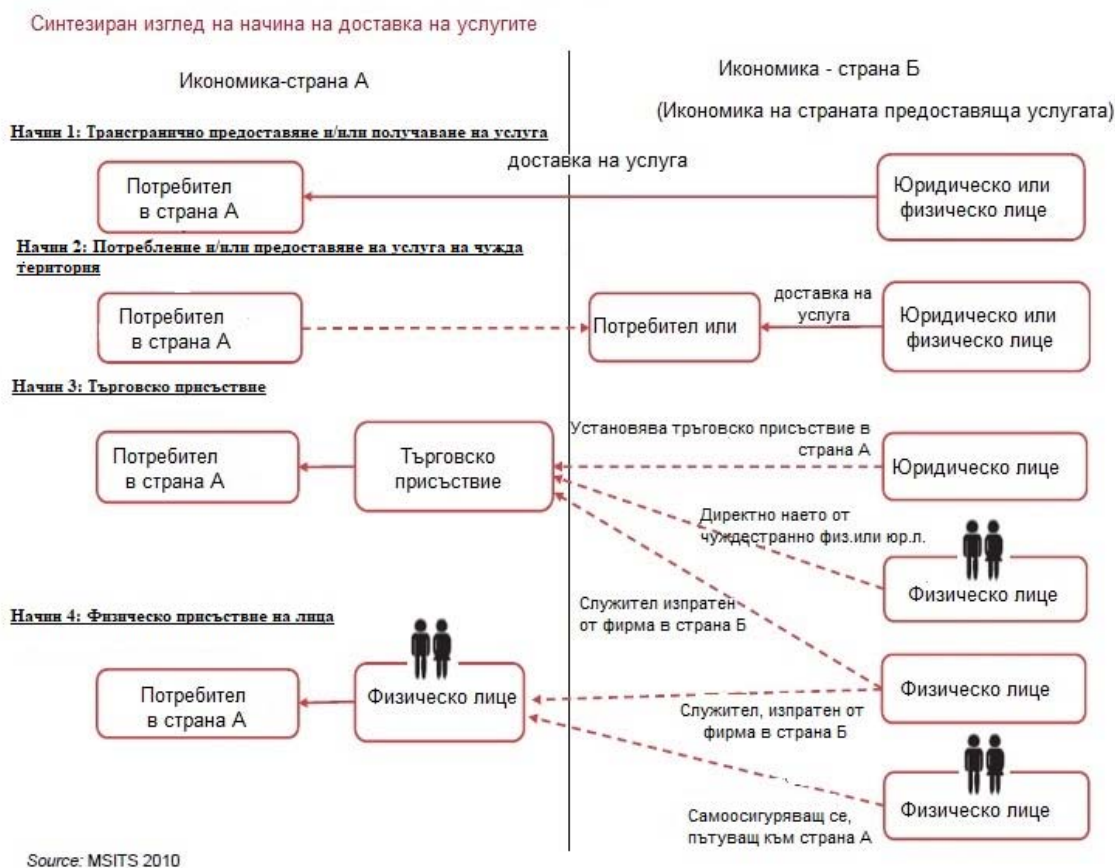 Синтезиран изглед на начина на доставка на услугите
Икономика-страна А
Икономика - страна Б
(Икономика на страната предоставяща услугата)
Начин 1: Трансгранично предоставяне и/или получаване на услуга
доставка на услуга
Потребител
в страна А
Юридическо или
физическо лице
Начин 2: Потребление и/или предоставяне на услуга на чужда
територия
Потребител
в страна А
Потребител или
доставка на
услуга
Юридическо или
физическо лице
Начин 3: Търговско присъствие
Потребител
в страна А
Търговско
присъствие
Установява тръговско присъствие в
страна А
Юридическо лице
Директно наето от
чуждестранно физ.или юр.л.
Физическо лице
Служител изпратен
от фирма в страна Б
Начин 4: Физическо присъствие на лица
Потребител
в страна А
Физическо лице
Физическо лице
Служител, изпратен от
фирма в страна Б
Физическо лице
Самоосигуряващ се,
пътуващ към страна А
Source: MSITS 2010